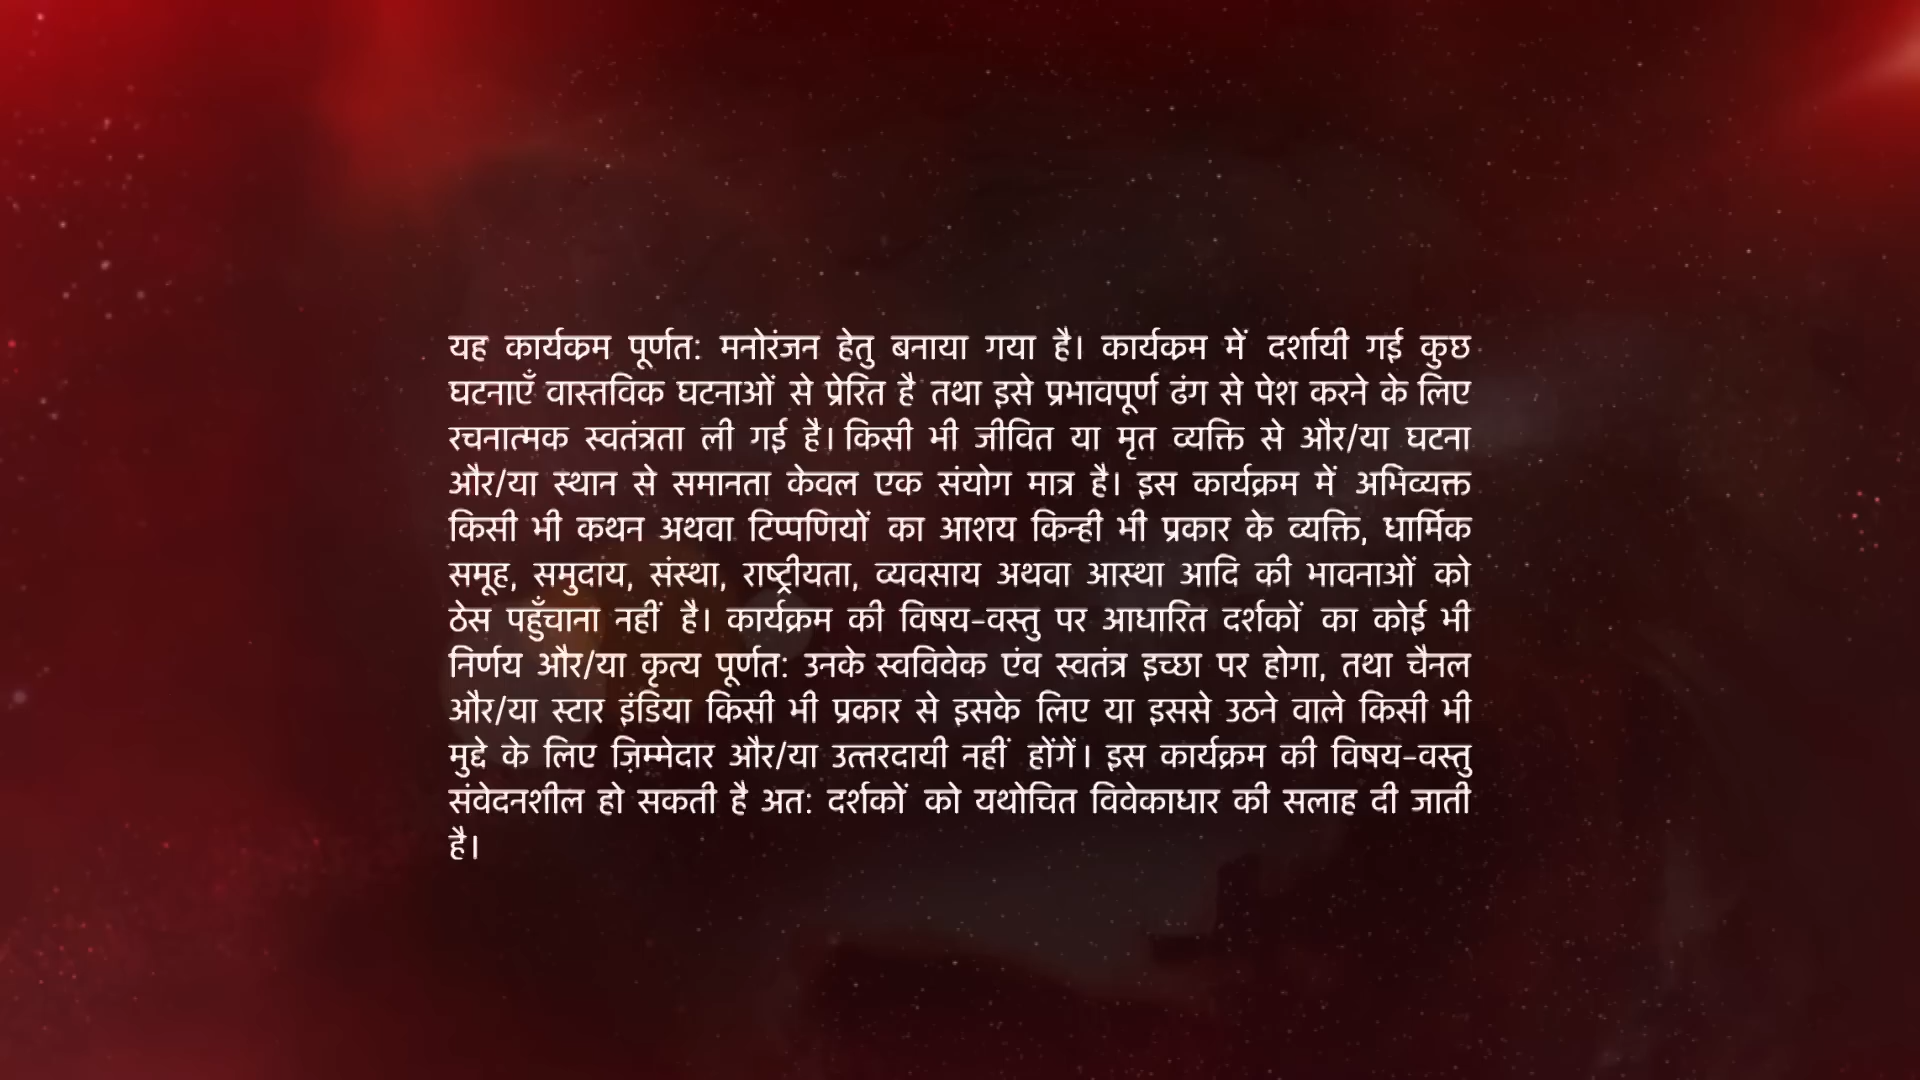 यह कार्यक्रम पूर्णत: मनोरंजन हेतु बनाया गया है। कार्यक्रम में दर्शायी गई कुछ
घटनाएँ वास्तविक घटनाओं से प्रेरित है तथा इसे प्रभावपूर्ण ढंग से पेश करने के लिए
रचनात्मक स्वतंत्रता ली गई है। किसी भी जीवित या मृत व्यक्ति से और/या घटना
और/या स्थान से समानता केवल एक संयोग मात्र है। इस कार्यक्रम में अभिव्यक्त
किसी भी कथन अथवा टिप्पणियों का आशय किन्ही भी प्रकार के व्यक्ति, धार्मिक
समूह, समुदाय, संस्था, राष्ट्रीयता, व्यवसाय अथवा आस्था आदि की भावनाओं को
ठेस पहुँचाना नहीं है। कार्यक्रम की विषय-वस्तु पर आधारित दर्शकों का कोई भी
निर्णय और/या कृत्य पूर्णत: उनके स्वविवेक एंव स्वतंत्र इच्छा पर होगा, तथा चैनल
और/या स्टार इंडिया किसी भी प्रकार से इसके लिए या इससे उठने वाले किसी भी
मुद्दे के लिए ज़िम्मेदार और/या उत्तरदायी नहीं होंगें। इस कार्यक्रम की विषय-वस्तु
संवेदनशील हो सकती है अत: दर्शकों को यथोचित विवेकाधार की सलाह दी जाती
है।